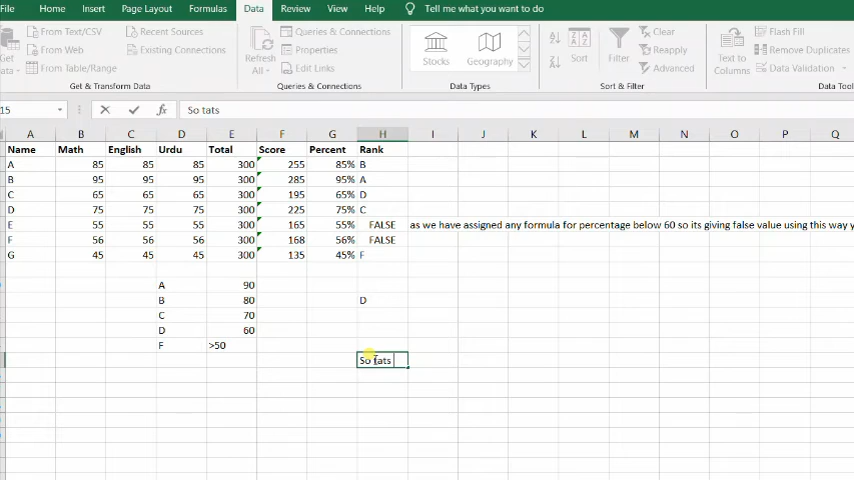 File Home Insert Page Layout Formulas Data Review View Help Tell me what you want to do
From Text/CSV Recent Sources Queries & Connections Clear Flash Fill
Get Data From Web Existing Connections Refresh All Properties Stocks Geography Sort Filter Reapply Text to Columns Remove Duplicates
From Table/Range Edit Links Advanced Data Validation
Get & Transform Data Queries & Connections Data Types Sort & Filter Data
15 fx So tats
A B C D E F G H I J K L M N O P Q
Name Math English Urdu Total Score Percent Rank
A 85 85 85 300 255 85% B
B 95 95 95 300 285 95% A
C 65 65 65 300 195 65% D
D 75 75 75 300 225 75% C
E 55 55 55 300 165 55% FALSE as we have assigned any formula for percentage below 60 so its giving false value using this way y
F 56 56 56 300 168 56% FALSE
G 45 45 45 300 135 45% F
A 90
B 80 D
C 70
D 60
F >50
So tats